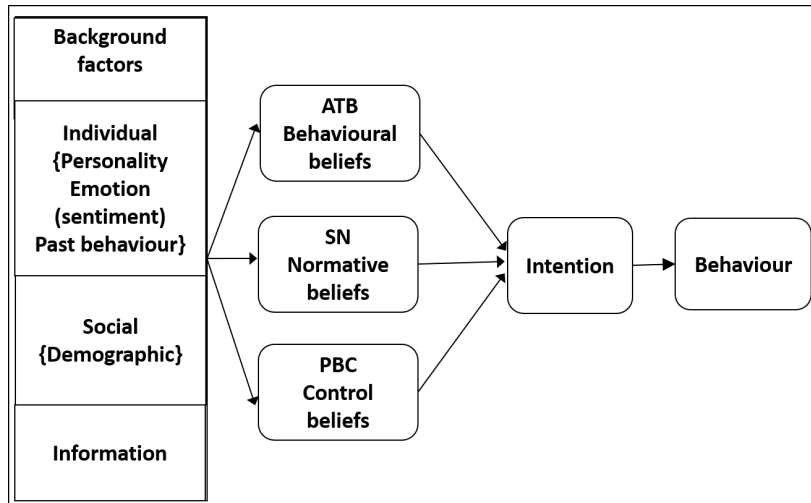 Background
factors
Individual
{Personality
Emotion
(sentiment)
Past behaviour}
Social
{Demographic}
Information
ATB
Behavioural
beliefs
SN
Normative
beliefs
PBC
Control
beliefs
Intention
Behaviour